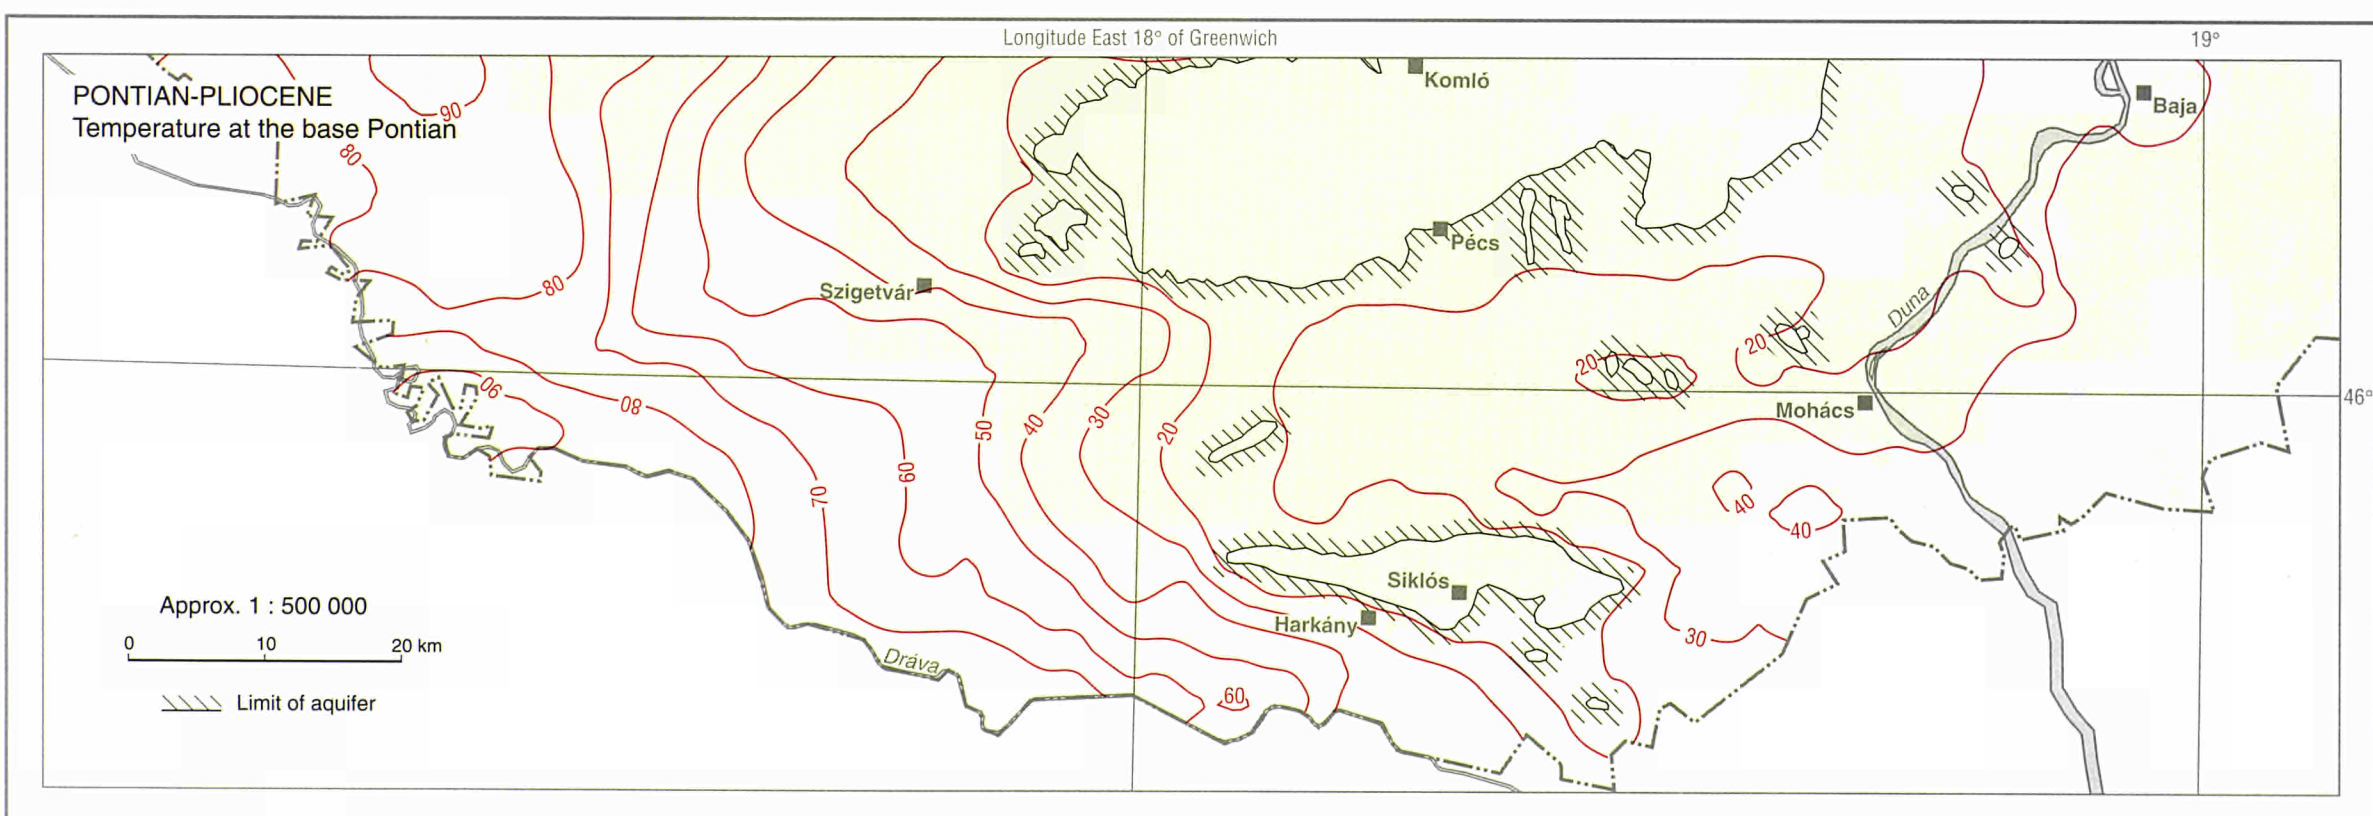 Longitude East 18° of Greenwich
19°
PONTIAN-PLIOCENE
Temperature at the base Pontian
Komló
Baja
90
80
Pécs
80
Szigetvár
Duna
20
20
90
80
46°
Mohács
50
40
30
20
60
70
40
40
Siklós
Harkány
30
Approx. 1 : 500 000
0 10 20 km
Dráva
60
Limit of aquifer